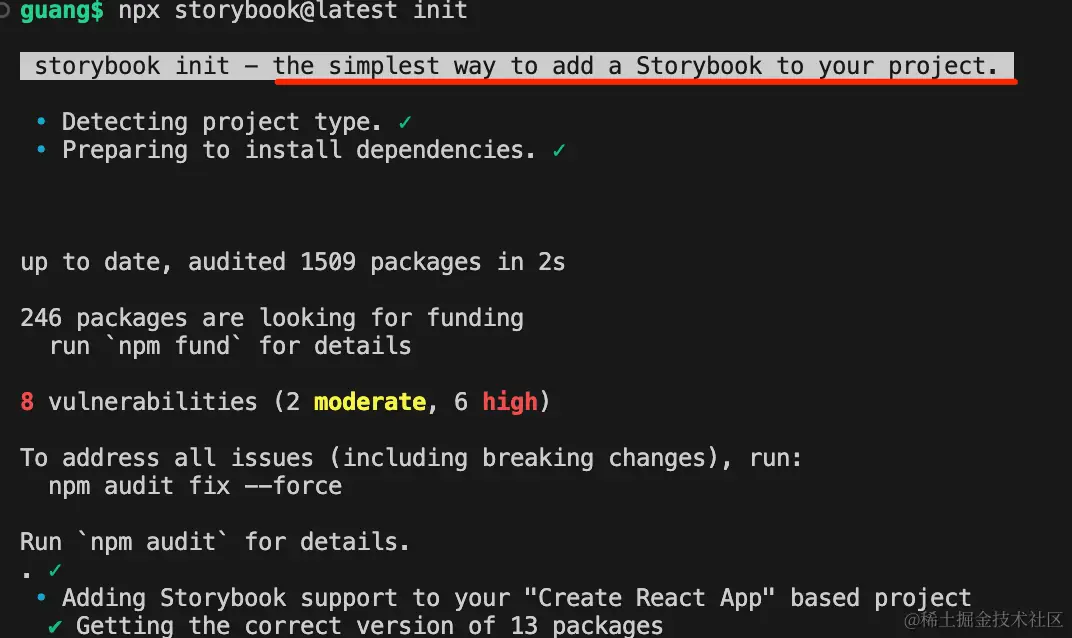 guang$ npx storybook@latest init
storybook init – the simplest way to add a Storybook to your project.
• Detecting project type. ✓
• Preparing to install dependencies. ✓
up to date, audited 1509 packages in 2s
246 packages are looking for funding
run `npm fund` for details
8 vulnerabilities (2 moderate, 6 high)
To address all issues (including breaking changes), run:
npm audit fix --force
Run `npm audit` for details.
. ✓
• Adding Storybook support to your "Create React App" based project
✔ Getting the correct version of 13 packages
@稀土掘金技术社区